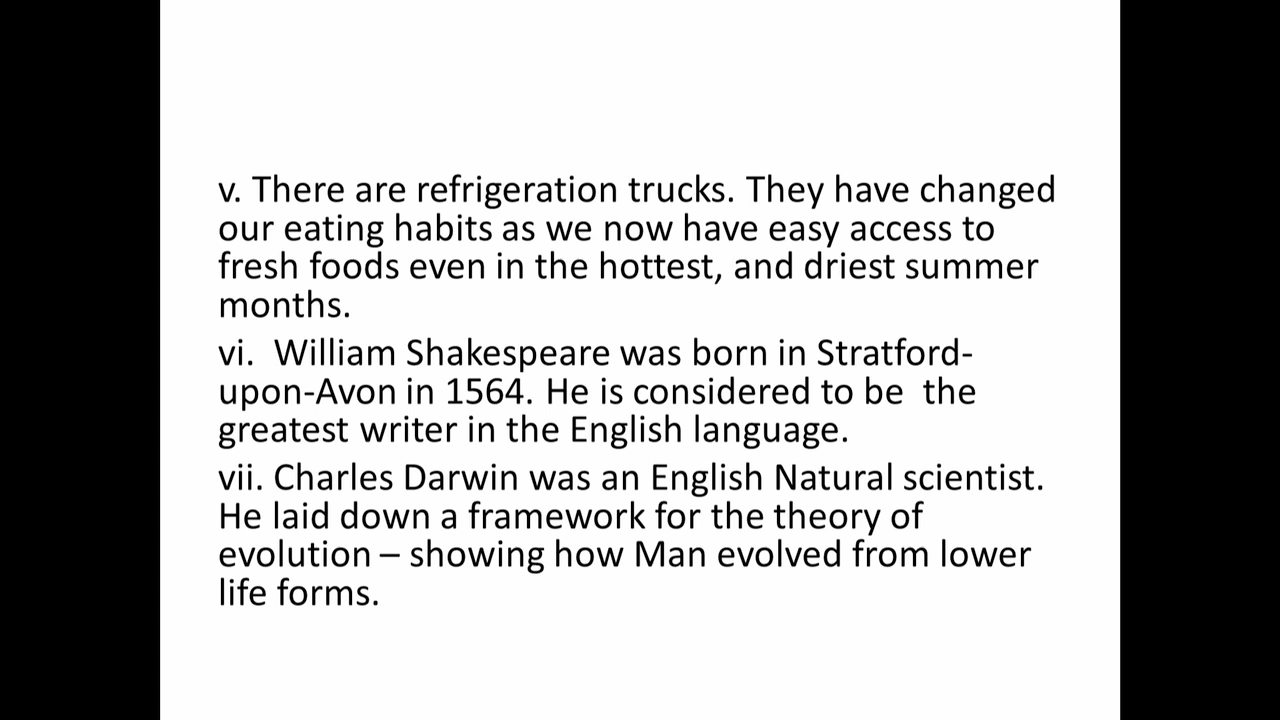 v. There are refrigeration trucks. They have changed
our eating habits as we now have easy access to
fresh foods even in the hottest, and driest summer
months.
vi.  William Shakespeare was born in Stratford-
upon-Avon in 1564. He is considered to be  the
greatest writer in the English language.
vii. Charles Darwin was an English Natural scientist.
He laid down a framework for the theory of
evolution – showing how Man evolved from lower
life forms.